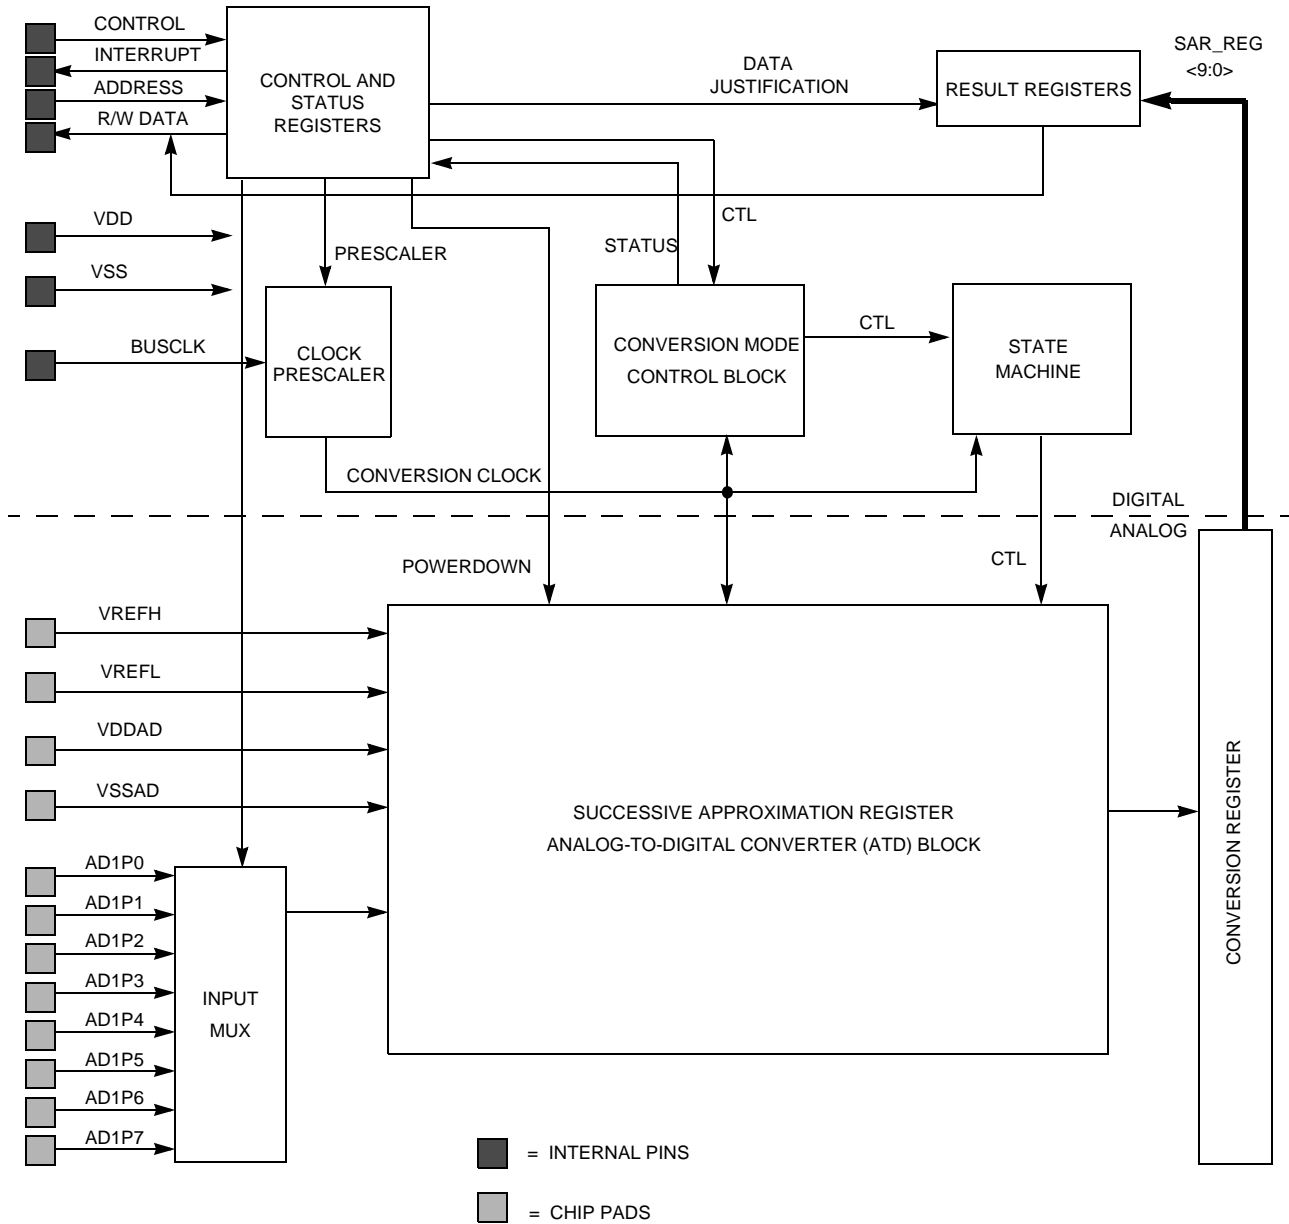 CONTROL
INTERRUPT
ADDRESS
R/W DATA
CONTROL AND
STATUS
REGISTERS
DATA
JUSTIFICATION
RESULT REGISTERS
SAR_REG
<9:0>
VDD
VSS
BUSCLK
PRESCALER
CLOCK
PRESCALER
STATUS
CTL
CONVERSION MODE
CONTROL BLOCK
CTL
STATE
MACHINE
CONVERSION CLOCK
DIGITAL
ANALOG
POWERDOWN
CTL
VREFH
VREFL
VDDAD
VSSAD
SUCCESSIVE APPROXIMATION REGISTER
ANALOG-TO-DIGITAL CONVERTER (ATD) BLOCK
CONVERSION REGISTER
AD1P0
AD1P1
AD1P2
AD1P3
AD1P4
AD1P5
AD1P6
AD1P7
INPUT
MUX
= INTERNAL PINS
= CHIP PADS